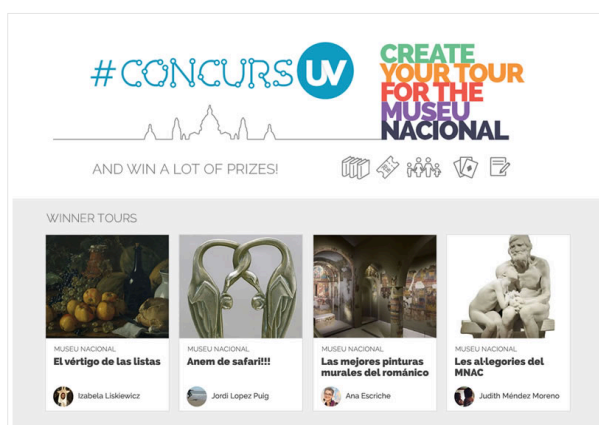 #CONCURS UV
CREATE
YOUR TOUR
FOR THE
MUSEU
NACIONAL
AND WIN A LOT OF PRIZES!
WINNER TOURS
MUSEU NACIONAL
El vértigo de las listas
Izabela Liskiewicz
MUSEU NACIONAL
Anem de safari!!!
Jordi Lopez Puig
MUSEU NACIONAL
Las mejores pinturas
murales del románico
Ana Escriche
MUSEU NACIONAL
Les al·legories del
MNAC
Judith Méndez Moreno